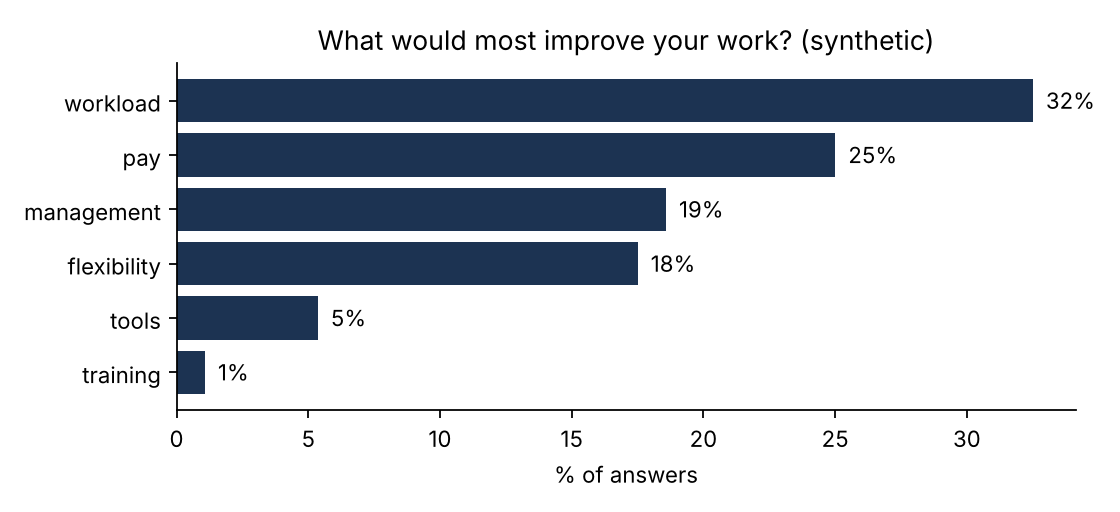 What would most improve your work? (synthetic)
workload 32%
pay 25%
management 19%
flexibility 18%
tools 5%
training 1%
0 5 10 15 20 25 30
% of answers